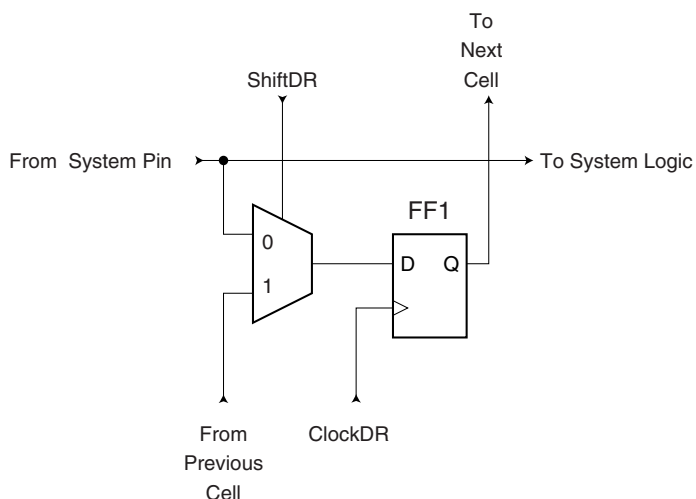 To
Next
Cell
ShiftDR
From System Pin
To System Logic
FF1
0
D Q
1
From
Previous
Cell
ClockDR